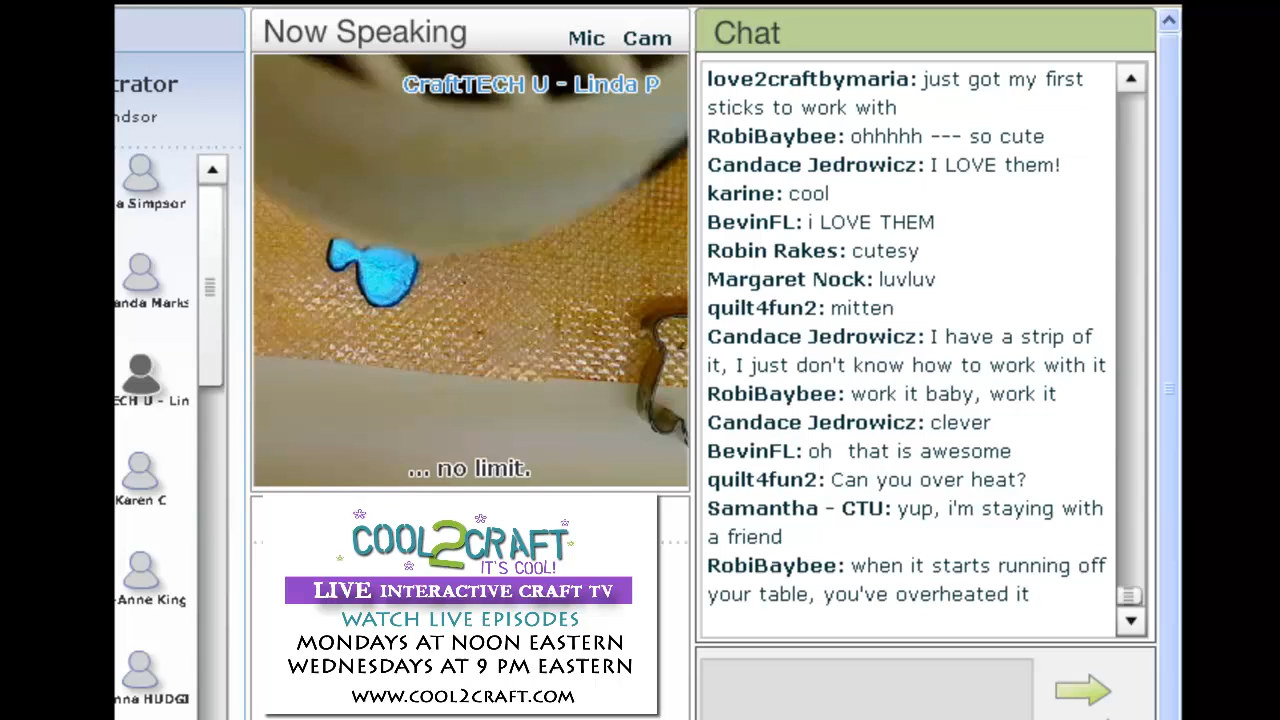 trator
ndsor
a Simpsor
anda Marks
ECH U - Lin
Karen C
-Anne King
nna HUDGI
Now Speaking
Mic Cam
CraftTECH U - Linda P
... no limit.
COOL2CRAFT
IT'S COOL!
LIVE INTERACTIVE CRAFT TV
WATCH LIVE EPISODES
MONDAYS AT NOON EASTERN
WEDNESDAYS AT 9 PM EASTERN
WWW.COOL2CRAFT.COM
Chat
love2craftbymaria: just got my first
sticks to work with
RobiBaybee: ohhhhh --- so cute
Candace Jedrowicz: I LOVE them!
karine: cool
BevinFL: i LOVE THEM
Robin Rakes: cutesy
Margaret Nock: luvluv
quilt4fun2: mitten
Candace Jedrowicz: I have a strip of
it, I just don't know how to work with it
RobiBaybee: work it baby, work it
Candace Jedrowicz: clever
BevinFL: oh  that is awesome
quilt4fun2: Can you over heat?
Samantha - CTU: yup, i'm staying with
a friend
RobiBaybee: when it starts running off
your table, you've overheated it